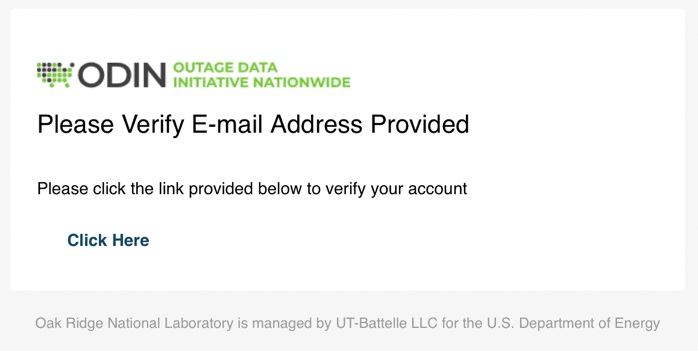 ODIN OUTAGE DATA
INITIATIVE NATIONWIDE
Please Verify E-mail Address Provided
Please click the link provided below to verify your account
Click Here
Oak Ridge National Laboratory is managed by UT-Battelle LLC for the U.S. Department of Energy